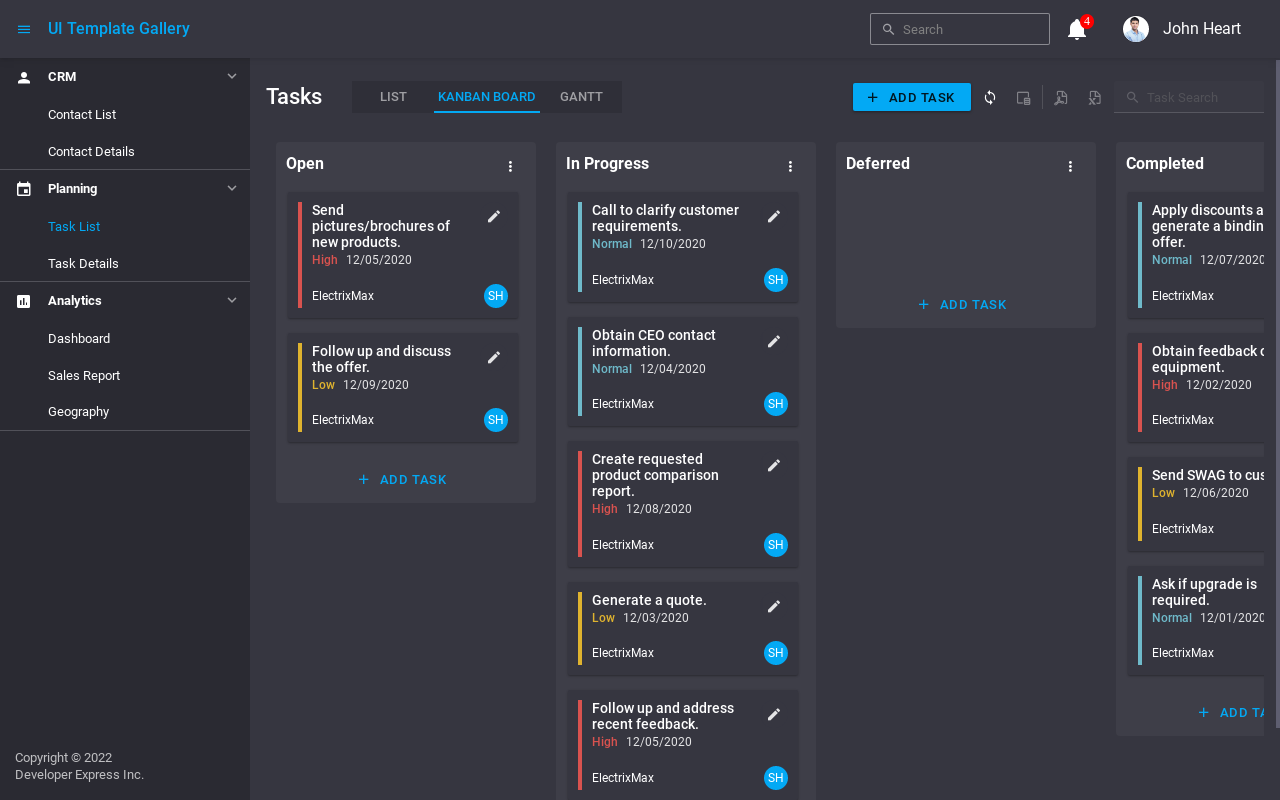 UI Template Gallery
Search
4
John Heart
CRM
Contact List
Contact Details
Planning
Task List
Task Details
Analytics
Dashboard
Sales Report
Geography
Copyright © 2022
Developer Express Inc.
Tasks
LIST
KANBAN BOARD
GANTT
ADD TASK
Task Search
Open
Send
pictures/brochures of
new products.
High 12/05/2020
ElectrixMax
SH
Follow up and discuss
the offer.
Low 12/09/2020
ElectrixMax
SH
ADD TASK
In Progress
Call to clarify customer
requirements.
Normal 12/10/2020
ElectrixMax
SH
Obtain CEO contact
information.
Normal 12/04/2020
ElectrixMax
SH
Create requested
product comparison
report.
High 12/08/2020
ElectrixMax
SH
Generate a quote.
Low 12/03/2020
ElectrixMax
SH
Follow up and address
recent feedback.
High 12/05/2020
ElectrixMax
SH
Deferred
ADD TASK
Completed
Apply discounts a
generate a bindin
offer.
Normal 12/07/2020
ElectrixMax
Obtain feedback
equipment.
High 12/02/2020
ElectrixMax
Send SWAG to cus
Low 12/06/2020
ElectrixMax
Ask if upgrade is
required.
Normal 12/01/2020
ElectrixMax
ADD TA